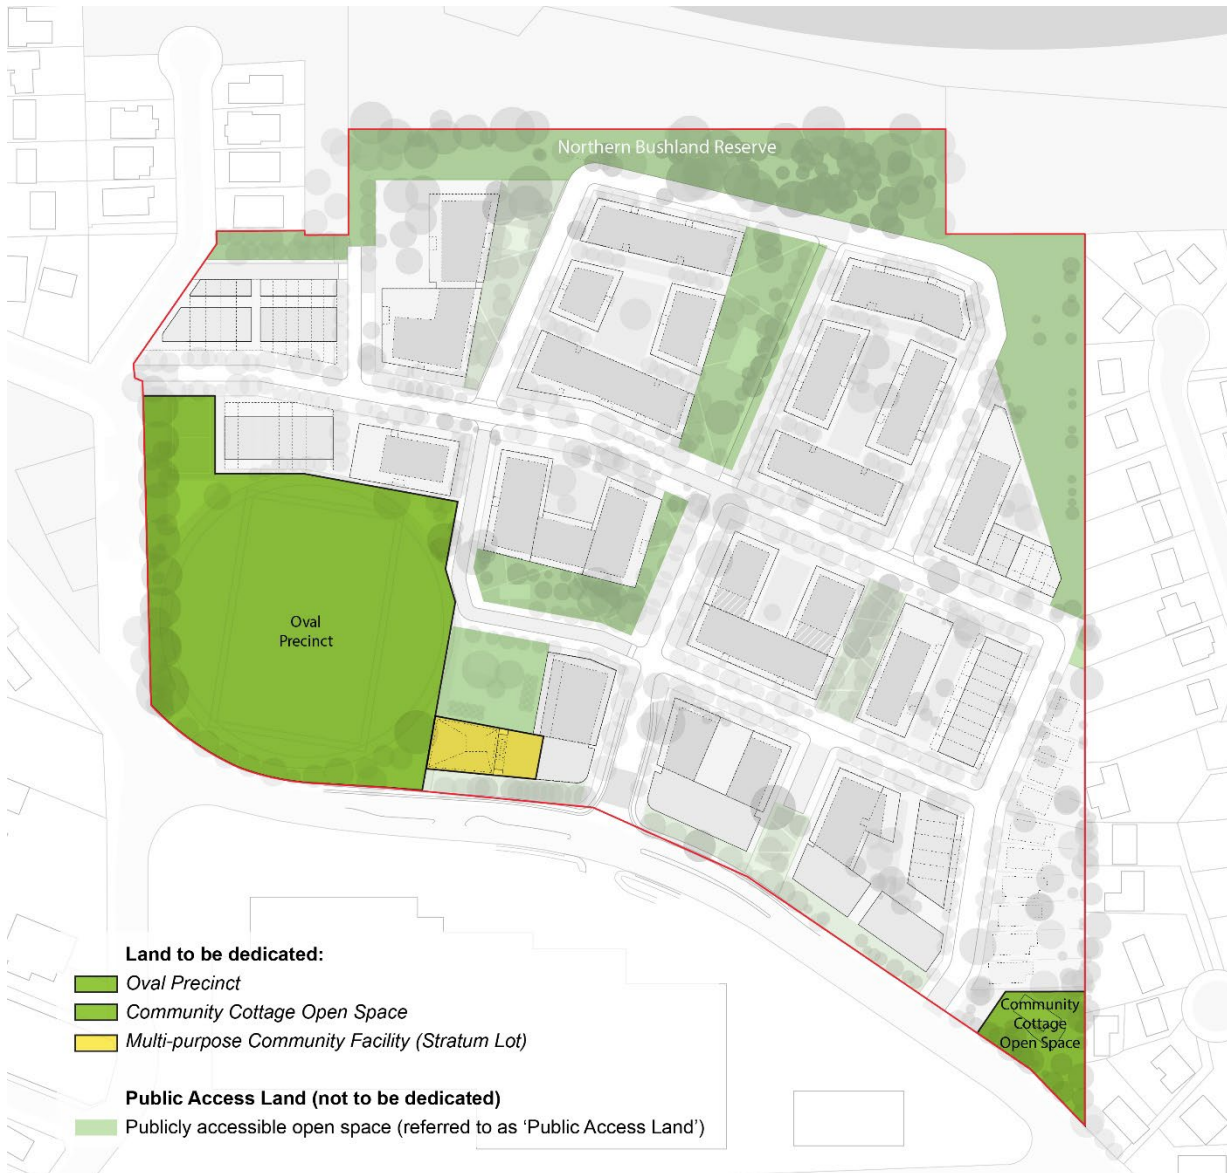 Northern Bushland Reserve
Oval
Precinct
Community
Cottage
Open Space
Land to be dedicated:
Oval Precinct
Community Cottage Open Space
Multi-purpose Community Facility (Stratum Lot)
Public Access Land (not to be dedicated)
Publicly accessible open space (referred to as ‘Public Access Land’)